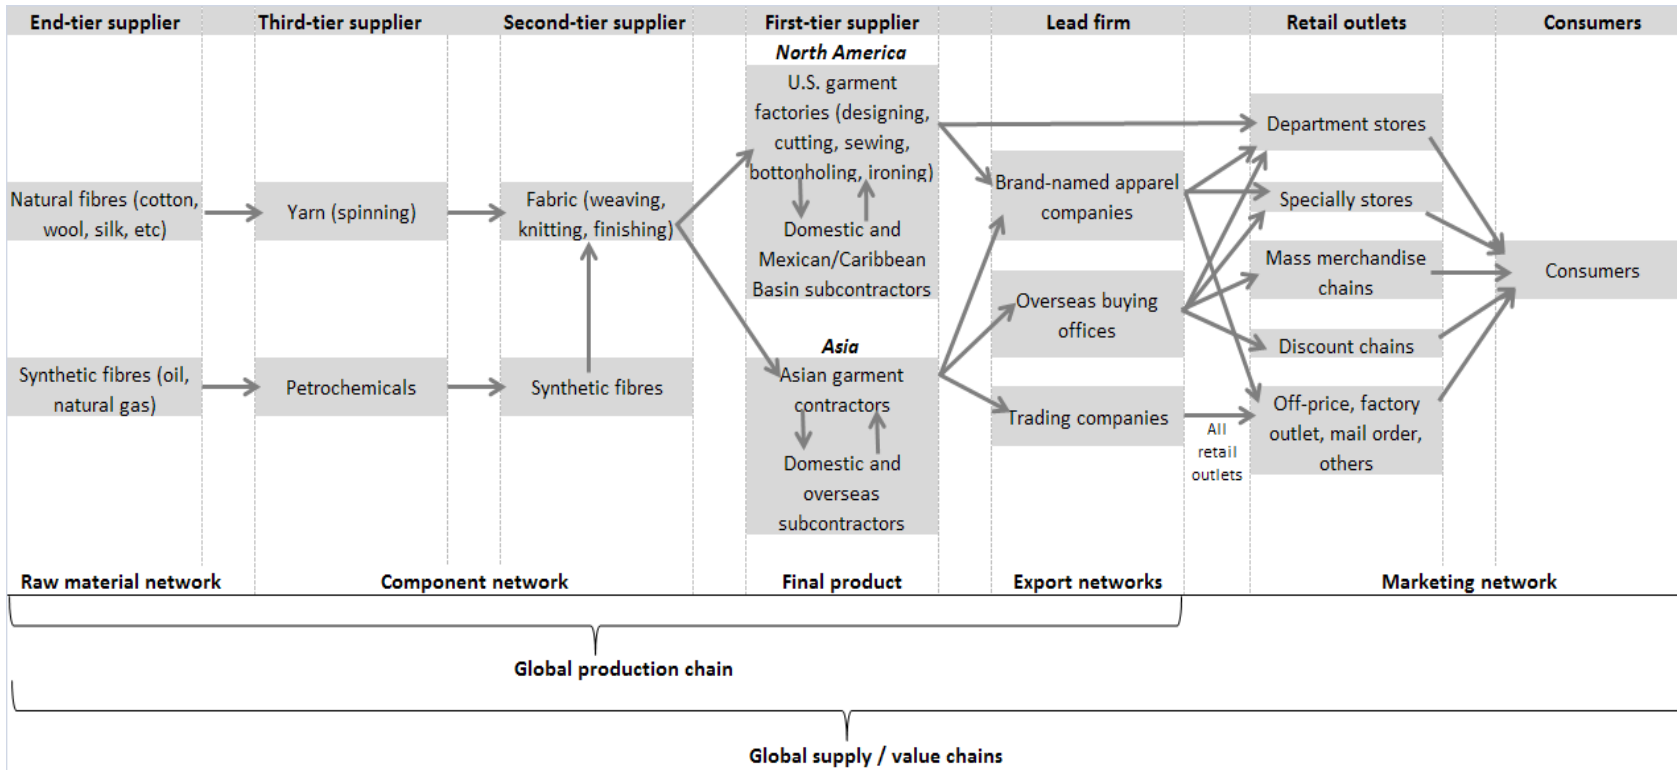 End-tier supplier
Third-tier supplier
Second-tier supplier
First-tier supplier
Lead firm
Retail outlets
Consumers
Natural fibres (cotton,
wool, silk, etc)
Synthetic fibres (oil,
natural gas)
Yarn (spinning)
Petrochemicals
Fabric (weaving,
knitting, finishing)
Synthetic fibres
North America
U.S. garment
factories (designing,
cutting, sewing,
bottonholing, ironing)
Domestic and
Mexican/Caribbean
Basin subcontractors
Asia
Asian garment
contractors
Domestic and
overseas
subcontractors
Brand-named apparel
companies
Overseas buying
offices
Trading companies
All
retail
outlets
Department stores
Specially stores
Mass merchandise
chains
Discount chains
Off-price, factory
outlet, mail order,
others
Consumers
Raw material network
Component network
Final product
Export networks
Marketing network
Global production chain
Global supply / value chains